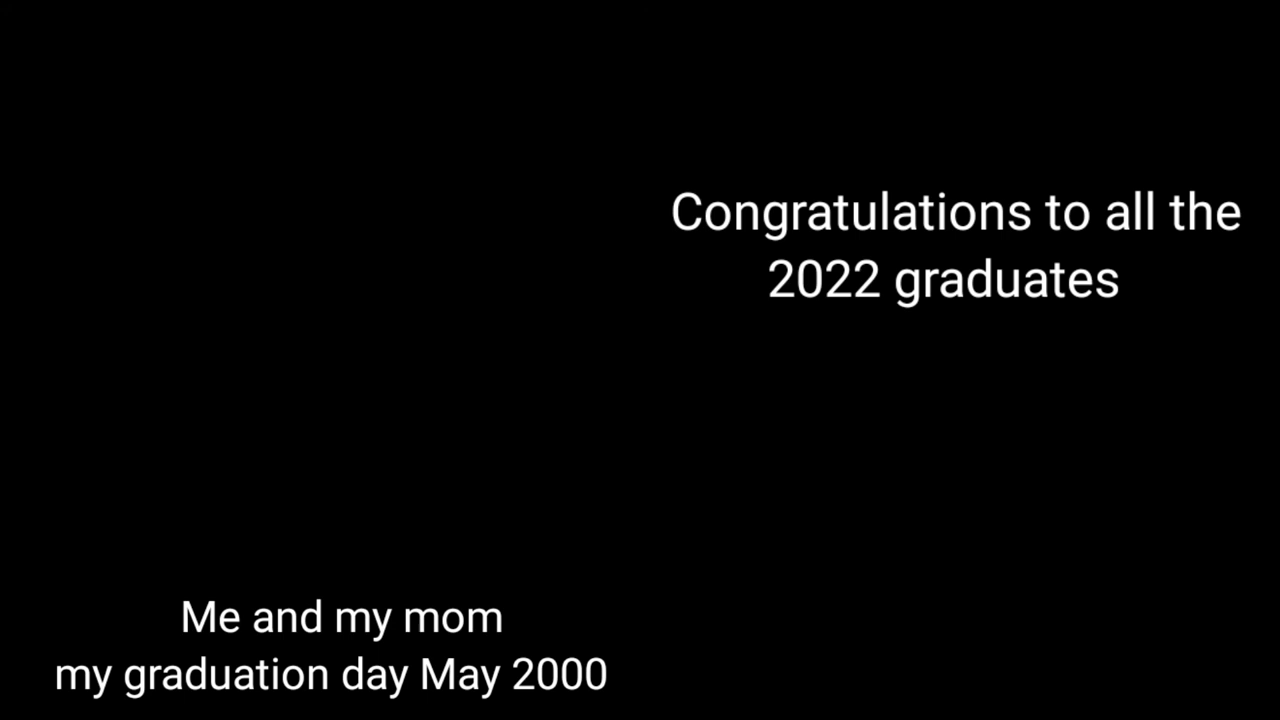 Congratulations to all the
2022 graduates
Me and my mom
my graduation day May 2000